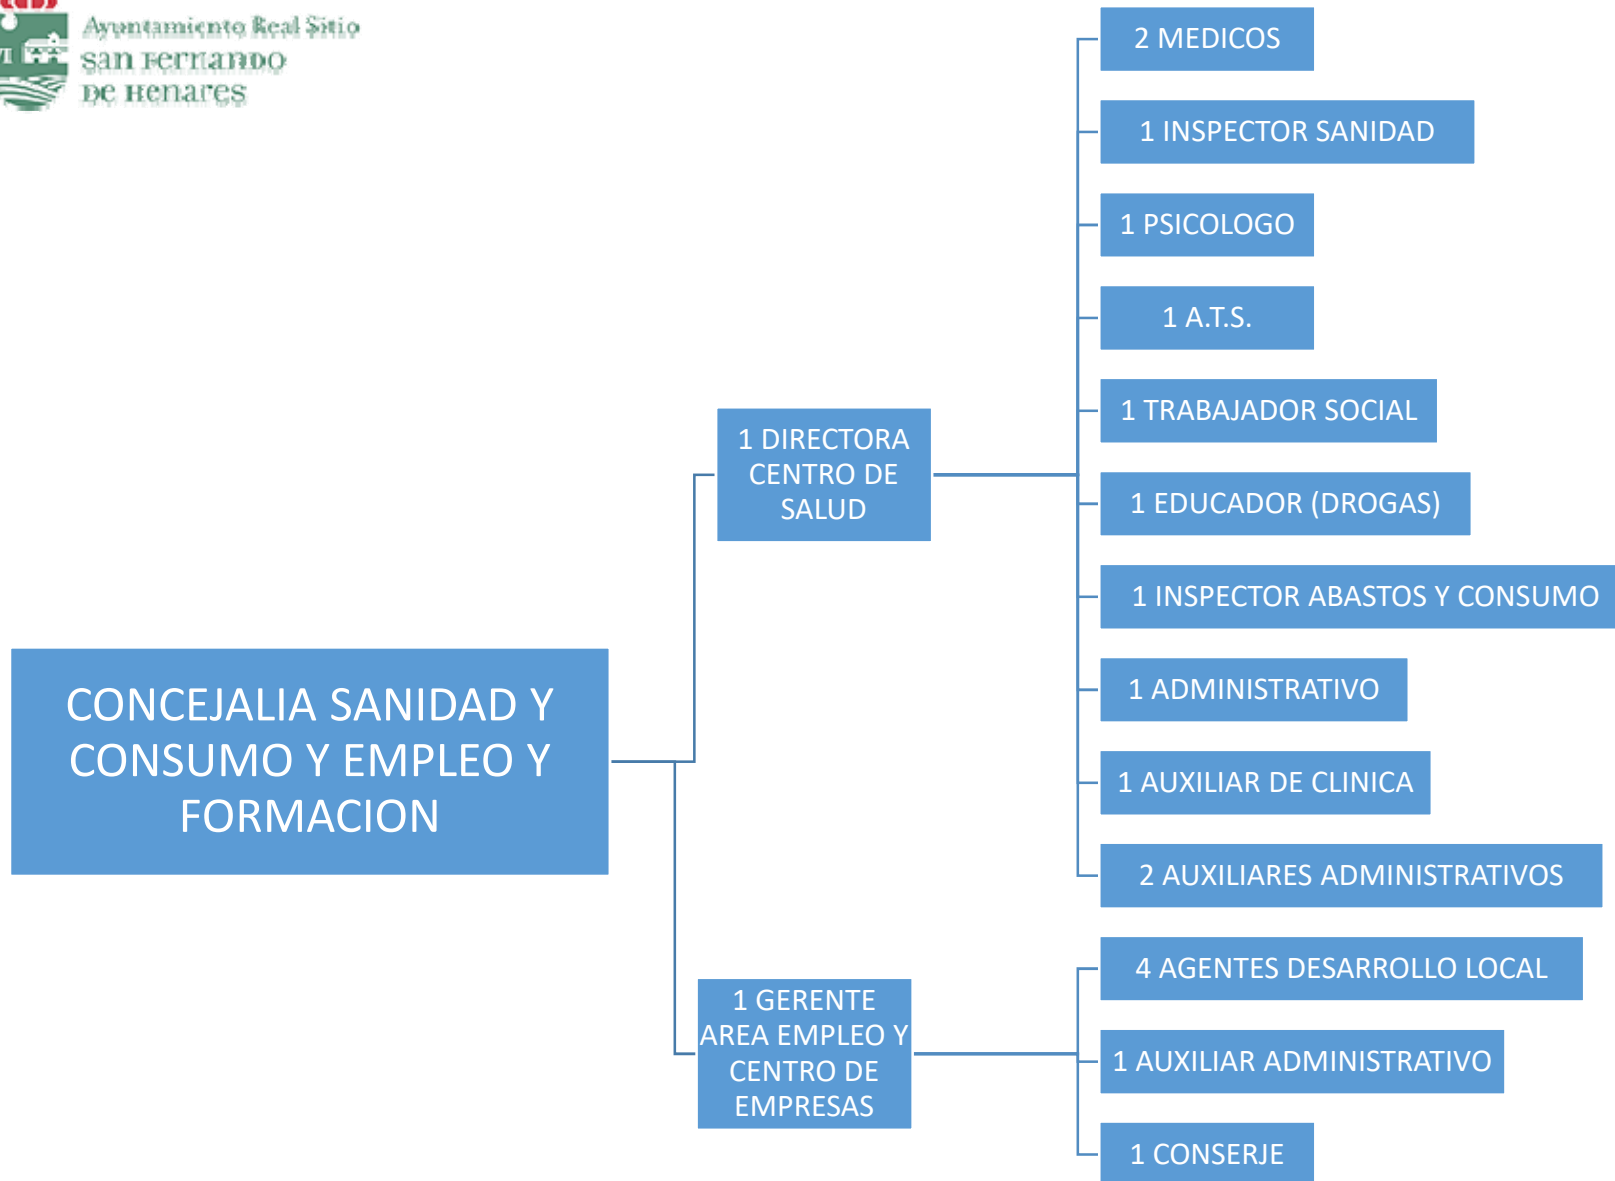 Ayuntamiento Real Sitio
san Fernando
de Henares
2 MEDICOS
1 INSPECTOR SANIDAD
1 PSICOLOGO
1 A.T.S.
1 TRABAJADOR SOCIAL
1 DIRECTORA
CENTRO DE
SALUD
1 EDUCADOR (DROGAS)
1 INSPECTOR ABASTOS Y CONSUMO
CONCEJALIA SANIDAD Y
CONSUMO Y EMPLEO Y
FORMACION
1 ADMINISTRATIVO
1 AUXILIAR DE CLINICA
2 AUXILIARES ADMINISTRATIVOS
1 GERENTE
AREA EMPLEO Y
CENTRO DE
EMPRESAS
4 AGENTES DESARROLLO LOCAL
1 AUXILIAR ADMINISTRATIVO
1 CONSERJE